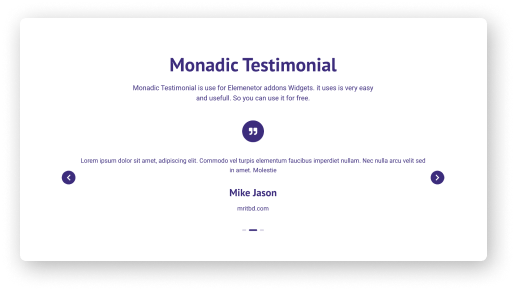 Monadic Testimonial
Monadic Testimonial is use for Elemenetor addons Widgets. it uses is very easy
and usefull. So you can use it for free.
Lorem ipsum dolor sit amet, adipiscing elit. Commodo vel turpis elementum faucibus imperdiet nullam. Nec nulla arcu velit sed
in amet. Molestie
Mike Jason
mntbd.com